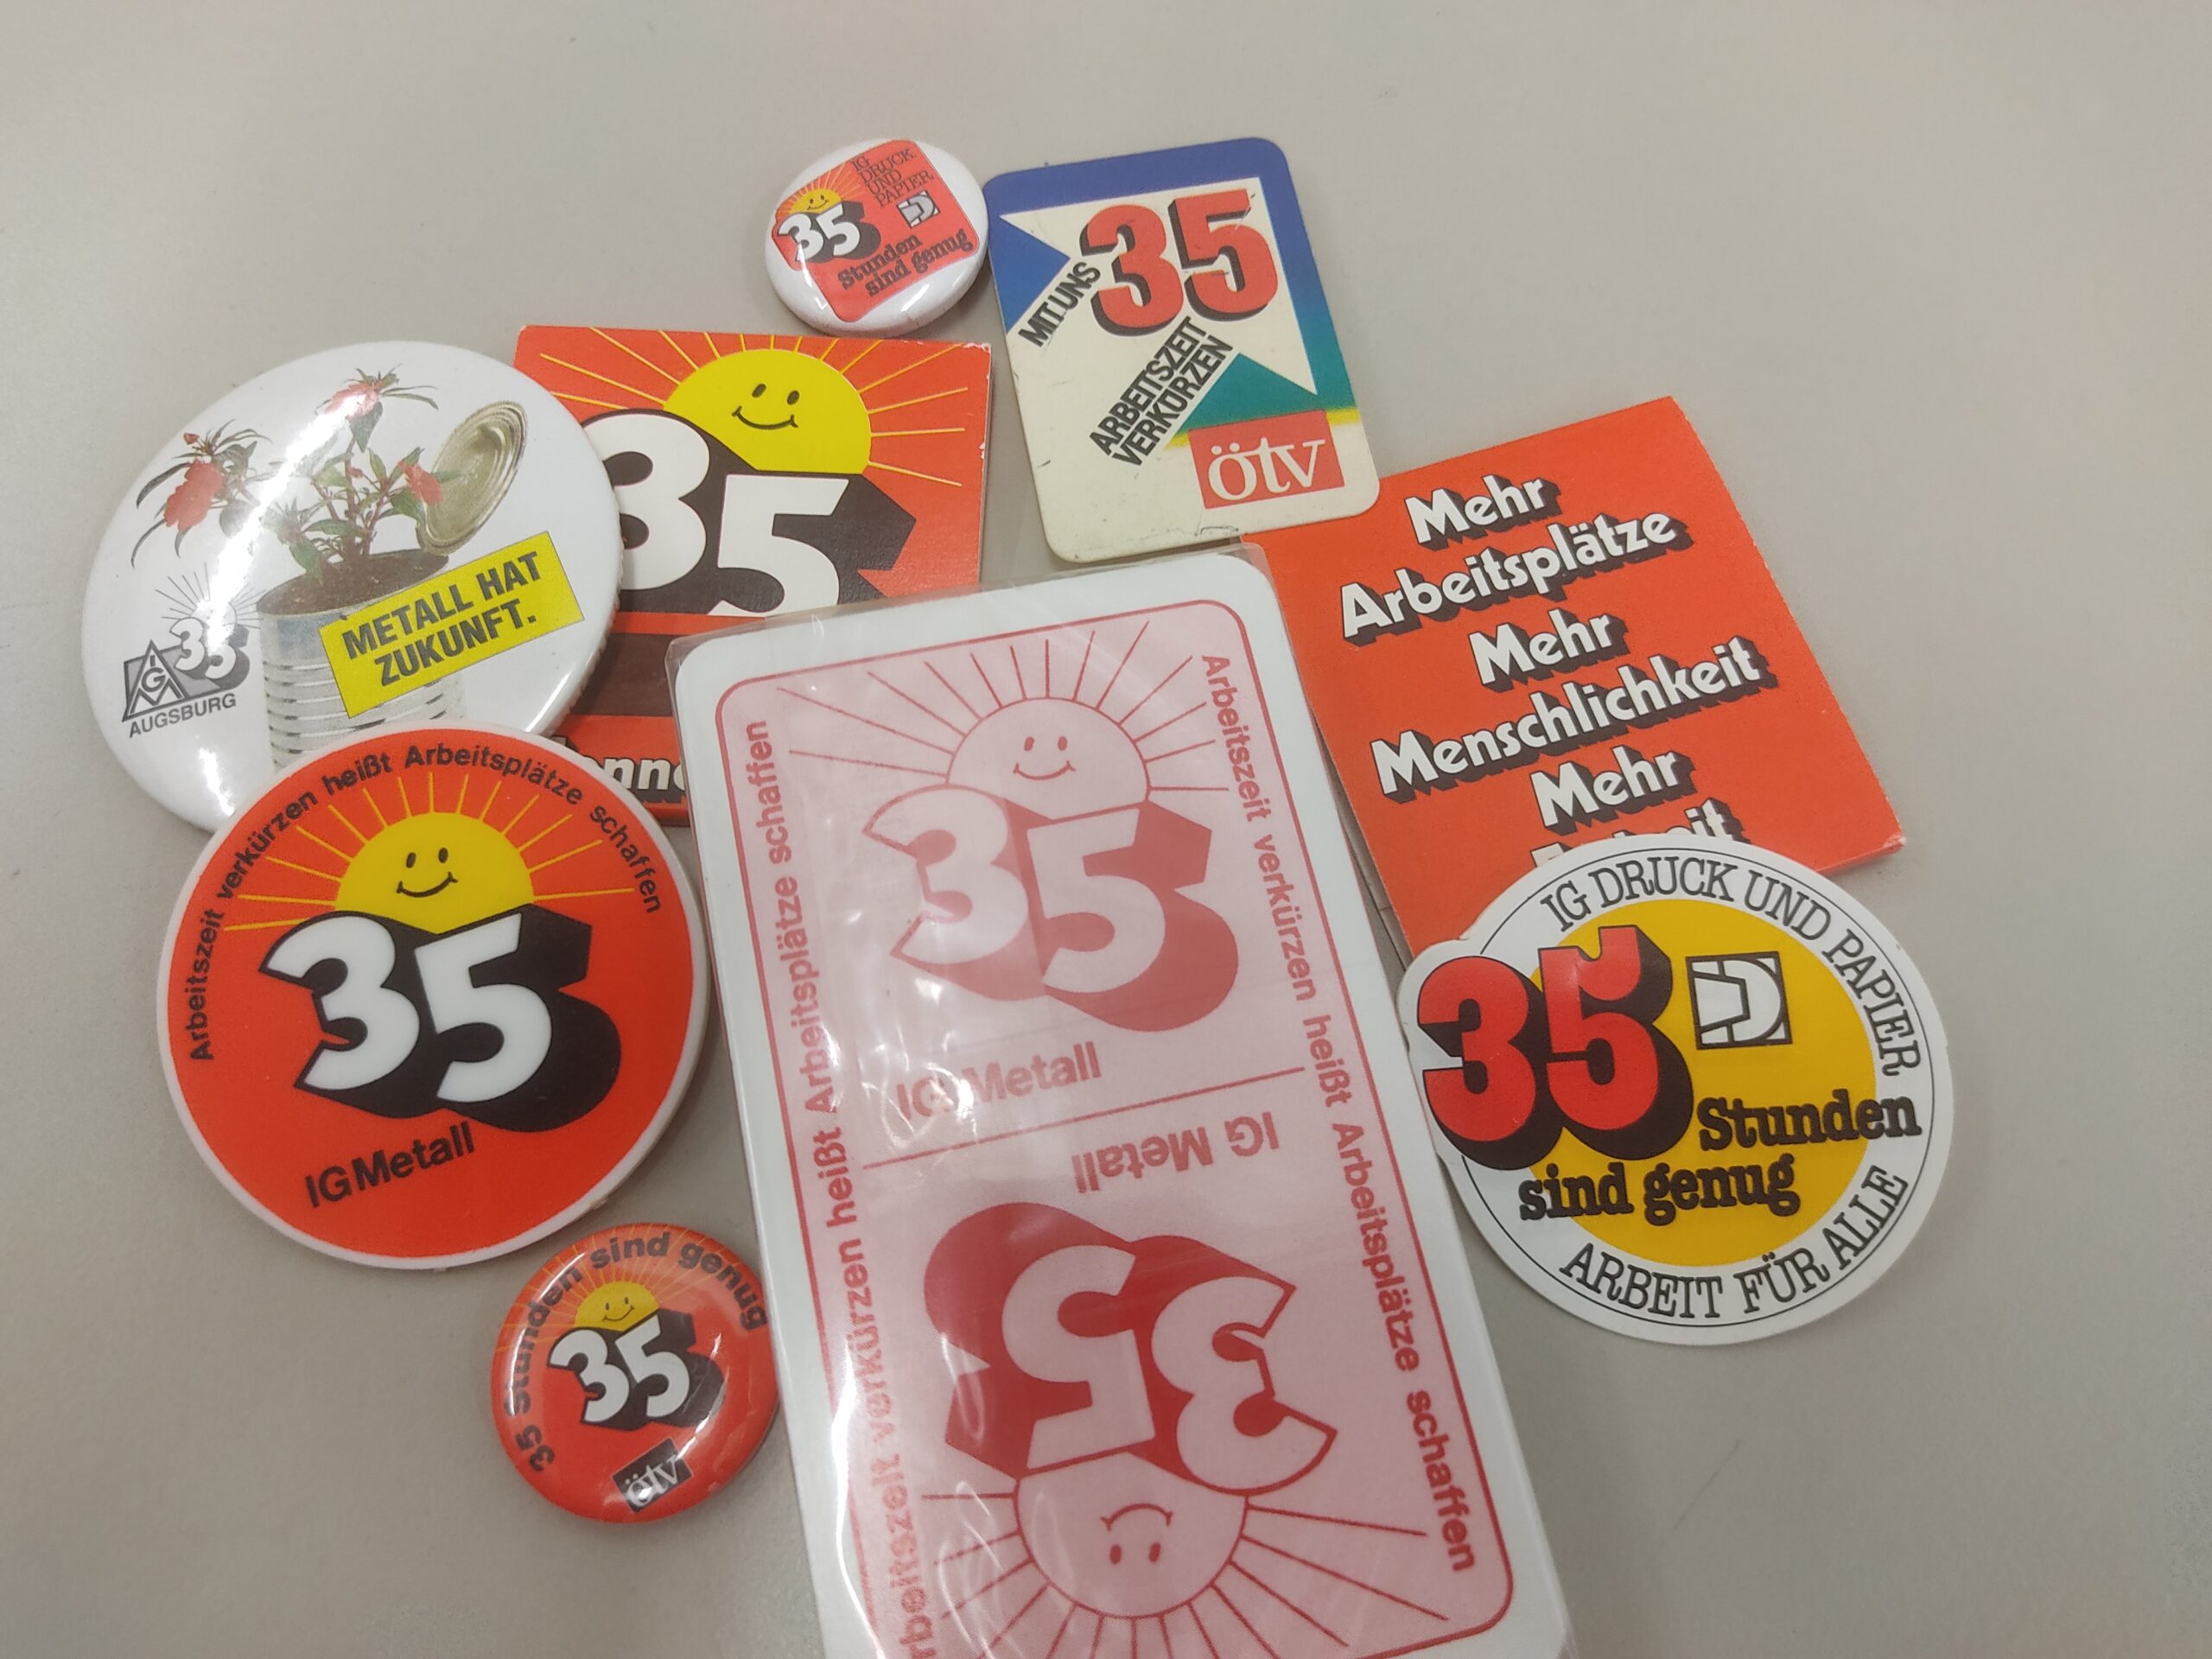 IG
DRUCK
UND
PAPIER
35
Stunden
sind genug
MIT UNS
35
ARBEITSZEIT
VERKÜRZEN
ötv
35
METALL HAT
ZUKUNFT.
IGM
35
AUGSBURG
Mehr
Arbeitsplätze
Mehr
Menschlichkeit
Mehr
Arbeitszeit verkürzen heißt Arbeitsplätze schaffen
35
IG Metall
Arbeitszeit verkürzen heißt Arbeitsplätze schaffen
Arbeitszeit verkürzen heißt Arbeitsplätze schaffen
35
IG Metall
IG Metall
35
IG DRUCK UND PAPIER
35 Stunden
sind genug
ARBEIT FÜR ALLE
35 Stunden sind genug
35
ötv